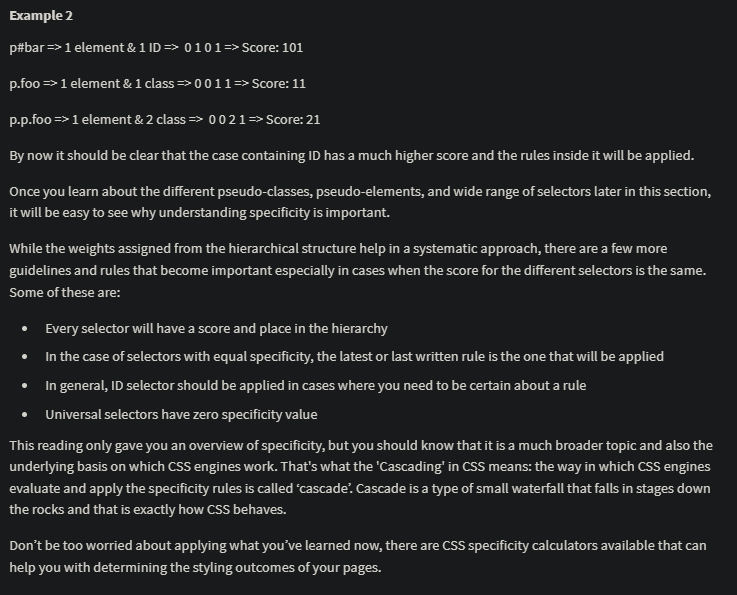 Example 2
p#bar => 1 element & 1 ID =>  0 1 0 1 => Score: 101
p.foo => 1 element & 1 class => 0 0 1 1 => Score: 11
p.p.foo => 1 element & 2 class =>  0 0 2 1 => Score: 21
By now it should be clear that the case containing ID has a much higher score and the rules inside it will be applied.
Once you learn about the different pseudo-classes, pseudo-elements, and wide range of selectors later in this section,
it will be easy to see why understanding specificity is important.
While the weights assigned from the hierarchical structure help in a systematic approach, there are a few more
guidelines and rules that become important especially in cases when the score for the different selectors is the same.
Some of these are:
• Every selector will have a score and place in the hierarchy
• In the case of selectors with equal specificity, the latest or last written rule is the one that will be applied
• In general, ID selector should be applied in cases where you need to be certain about a rule
• Universal selectors have zero specificity value
This reading only gave you an overview of specificity, but you should know that it is a much broader topic and also the
underlying basis on which CSS engines work. That's what the 'Cascading' in CSS means: the way in which CSS engines
evaluate and apply the specificity rules is called ‘cascade’. Cascade is a type of small waterfall that falls in stages down
the rocks and that is exactly how CSS behaves.
Don’t be too worried about applying what you’ve learned now, there are CSS specificity calculators available that can
help you with determining the styling outcomes of your pages.